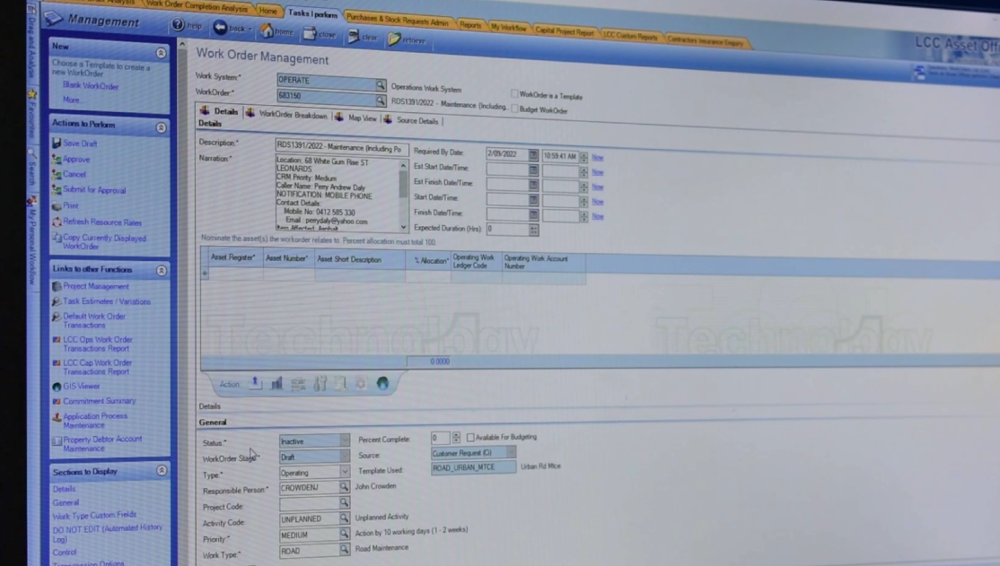 Work Order Completion Analysis
Home
Tasks I perform
Purchases & Stock Requests Admin
Reports
My Workflow
Capital Project Report
LCC Custom Reports
Contractors Insurance Enquiry
Management
help
back
home
close
clear
retrieve
LCC Asset Offi
Drag and Analyse
Favourites
Search
My Personal Workflow
New
Choose a Template to create a
new WorkOrder
Blank WorkOrder
More...
Actions to Perform
Save Draft
Approve
Cancel
Submit for Approval
Print
Refresh Resource Rates
Copy Currently Displayed
WorkOrder
Links to other Functions
Project Management
Task Estimates / Variations
Default Work Order
Transactions
LCC Ops Work Order
Transactions Report
LCC Cap Work Order
Transactions Report
GIS Viewer
Commitment Summary
Application Process
Maintenance
Property Debtor Account
Maintenance
Sections to Display
Details
General
Work Type Custom Fields
DO NOT EDIT (Automated History
Log)
Control
Transmission Options
Work Order Management
Work System:* OPERATE Operations Work System WorkOrder is a Template
WorkOrder:* 683150 RDS1391/2022 - Maintenance (Including... Budget WorkOrder
Details WorkOrder Breakdown Map View Source Details
Details
Description:* RDS1391/2022 - Maintenance (Including Po
Narration:* Location: 68 White Gum Rise ST
LEONARDS
CRM Priority: Medium
Caller Name: Perry Andrew Daly
NOTIFICATION: MOBILE PHONE
Contact Details:
Mobile No: 0412 585 330
Email : perrydaly@yahoo.com
Item Affected: Asphalt
Required By Date: 2/09/2022 10:59:41 AM Now
Est Start Date/Time: Now
Est Finish Date/Time: Now
Start Date/Time: Now
Finish Date/Time: Now
Expected Duration (Hrs): 0
Nominate the asset(s) the workorder relates to. Percent allocation must total 100.
Asset Register* Asset Number* Asset Short Description % Allocation* Operating Work
Ledger Code Operating Work Account
Number
TechnologyOne
TechnologyOne
0.0000
Action:
Details
General
Status:* Inactive Percent Complete: 0 Available For Budgeting
WorkOrder Stage:* Draft Source: Customer Request (CI)
Type:* Operating Template Used: ROAD_URBAN_MTCE Urban Rd Mtce
Responsible Person:* CROWDENJ John Crowden
Project Code:
Activity Code: UNPLANNED Unplanned Activity
Priority:* MEDIUM Action by 10 working days (1 - 2 weeks)
Work Type:* ROAD Road Maintenance